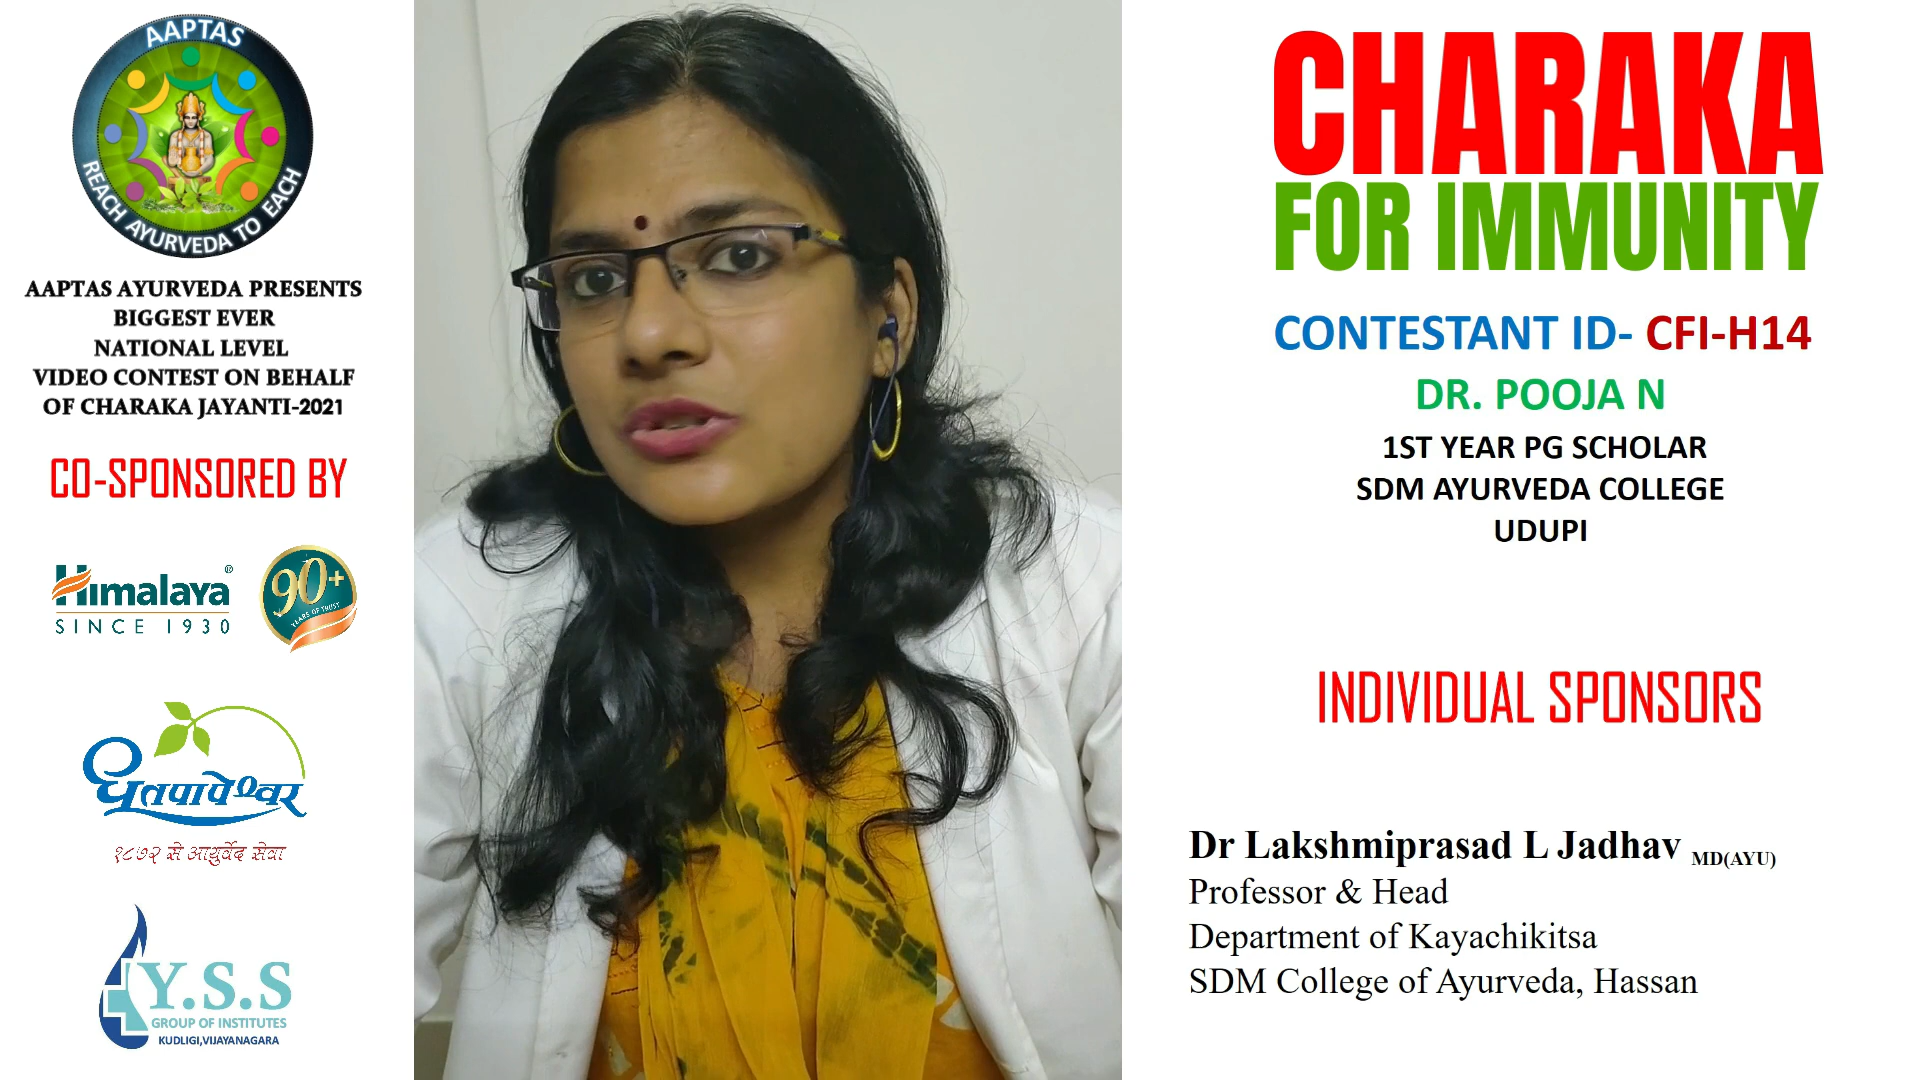 AAPTAS
REACH AYURVEDA TO EACH
AAPTAS AYURVEDA PRESENTS
BIGGEST EVER
NATIONAL LEVEL
VIDEO CONTEST ON BEHALF
OF CHARAKA JAYANTI-2021
CO-SPONSORED BY
Himalaya®
SINCE 1930
90+
YEARS OF TRUST
धूतपापेश्वर
१८७२ से आयुर्वेद सेवा
Y.S.S
GROUP OF INSTITUTES
KUDLIGI,VIJAYANAGARA
CHARAKA
FOR IMMUNITY
CONTESTANT ID- CFI-H14
DR. POOJA N
1ST YEAR PG SCHOLAR
SDM AYURVEDA COLLEGE
UDUPI
INDIVIDUAL SPONSORS
Dr Lakshmiprasad L Jadhav MD(AYU)
Professor & Head
Department of Kayachikitsa
SDM College of Ayurveda, Hassan